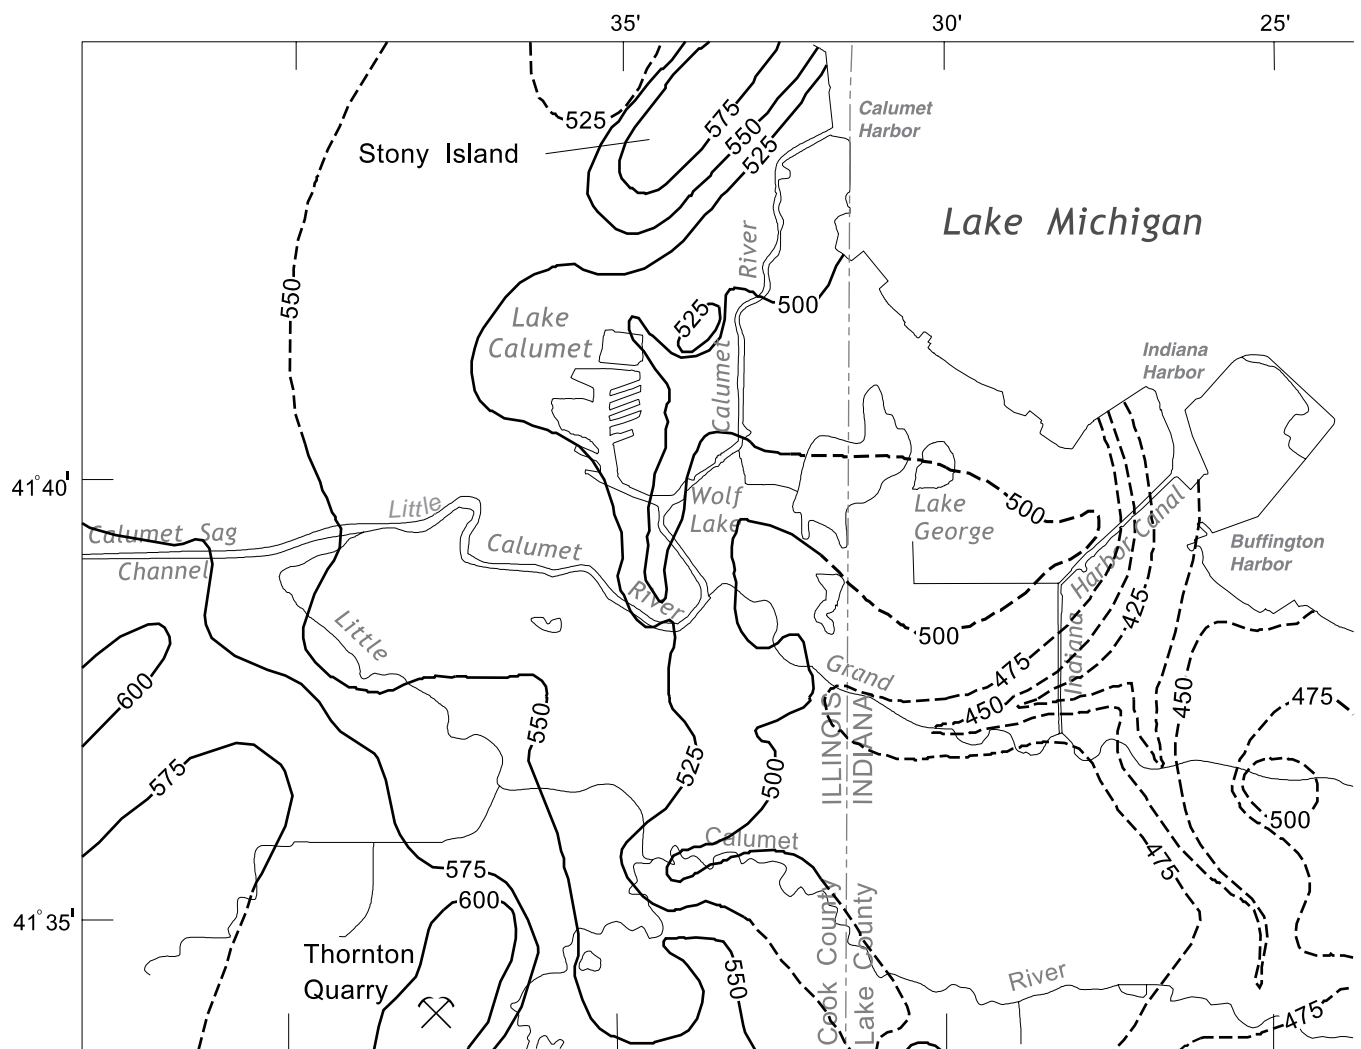 35'
30'
25'
Calumet
Harbor
525
575
550
525
Stony Island
Lake Michigan
River
550
500
525
Lake
Calumet
Calumet
Indiana
Harbor
41°40'
Little
Wolf
Lake
500
Lake
George
Harbor Canal
Calumet Sag
Channel
Calumet
River
Buffington
Harbor
Little
500
425
Indiana
Grand
475
450
450
475
600
550
575
525
500
ILLINOIS
INDIANA
500
Calumet
475
575
600
41°35'
Thornton
Quarry
550
Cook County
Lake County
River
475